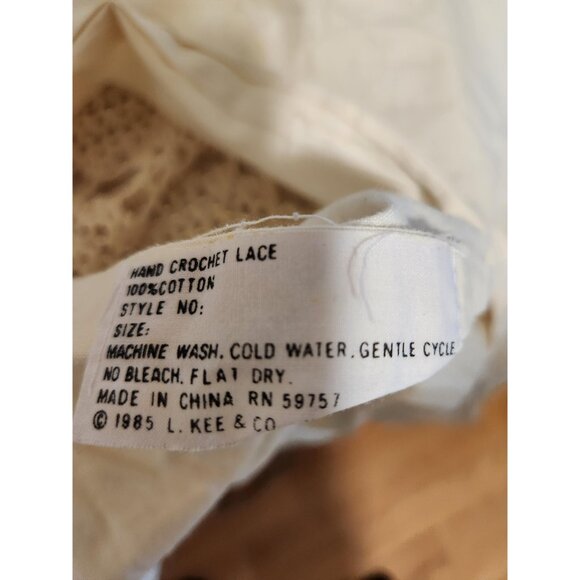 HAND CROCHET LACE
100%COTTON
STYLE NO:
SIZE:
MACHINE WASH. COLD WATER. GENTLE CYCLE
NO BLEACH. FLAT DRY.
MADE IN CHINA RN 59757
© 1985 L. KEE & CO